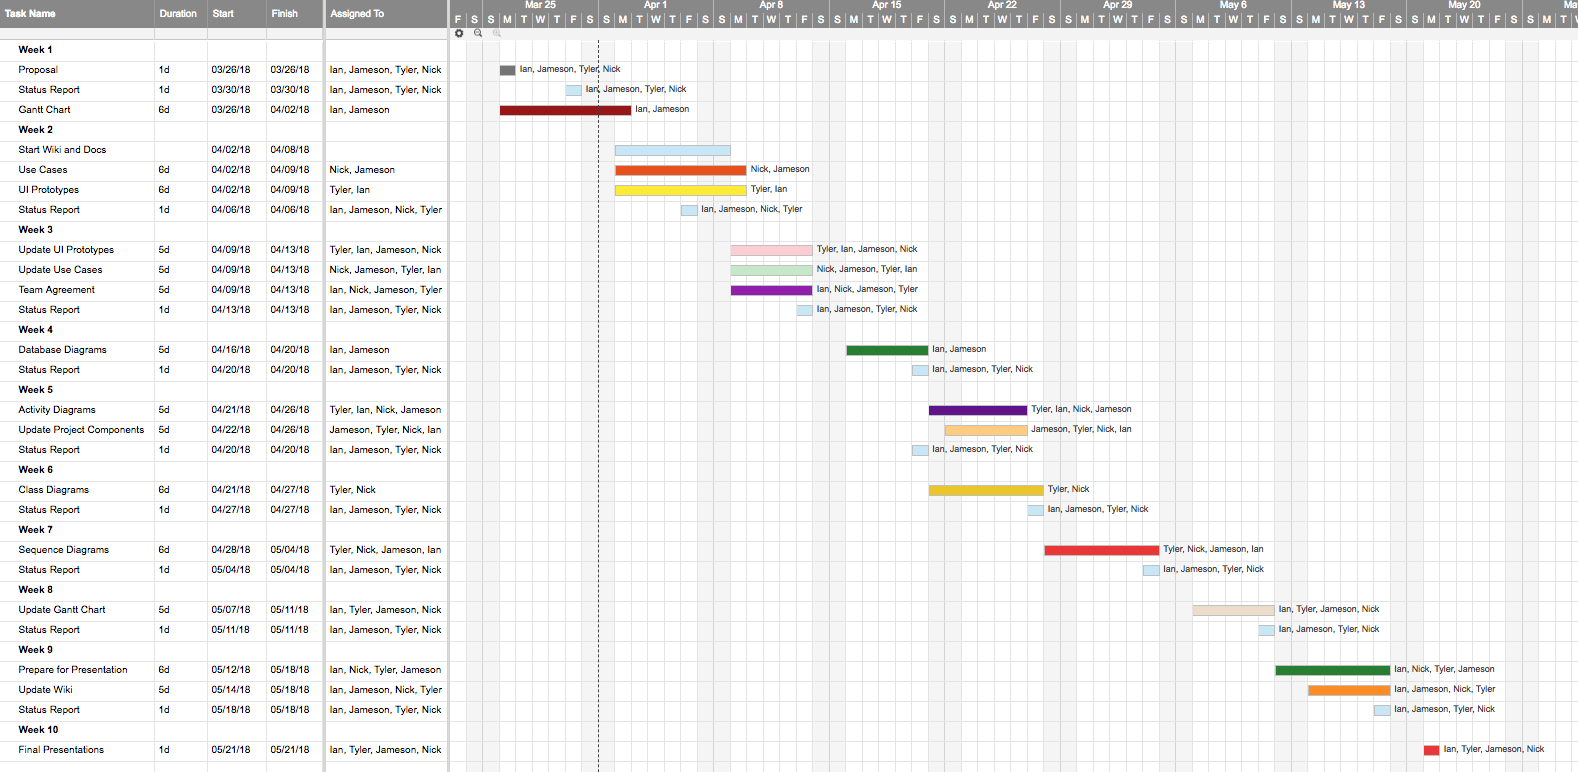 Task Name Duration Start Finish Assigned To Mar 25 Apr 1 Apr 8 Apr 15 Apr 22 Apr 29 May 6 May 13 May 20
F S S M T W T F S S M T W T F S S M T W T F S S M T W T F S S M T W T F S S M T W T F S S M T W T F S S M T W T F S S M T W T F S S M T
Week 1
Proposal 1d 03/26/18 03/26/18 Ian, Jameson, Tyler, Nick Ian, Jameson, Tyler, Nick
Status Report 1d 03/30/18 03/30/18 Ian, Jameson, Tyler, Nick Ian, Jameson, Tyler, Nick
Gantt Chart 6d 03/26/18 04/02/18 Ian, Jameson Ian, Jameson
Week 2
Start Wiki and Docs 04/02/18 04/08/18
Use Cases 6d 04/02/18 04/09/18 Nick, Jameson Nick, Jameson
UI Prototypes 6d 04/02/18 04/09/18 Tyler, Ian Tyler, Ian
Status Report 1d 04/06/18 04/06/18 Ian, Jameson, Nick, Tyler Ian, Jameson, Nick, Tyler
Week 3
Update UI Prototypes 5d 04/09/18 04/13/18 Tyler, Ian, Jameson, Nick Tyler, Ian, Jameson, Nick
Update Use Cases 5d 04/09/18 04/13/18 Nick, Jameson, Tyler, Ian Nick, Jameson, Tyler, Ian
Team Agreement 5d 04/09/18 04/13/18 Ian, Nick, Jameson, Tyler Ian, Nick, Jameson, Tyler
Status Report 1d 04/13/18 04/13/18 Ian, Jameson, Tyler, Nick Ian, Jameson, Tyler, Nick
Week 4
Database Diagrams 5d 04/16/18 04/20/18 Ian, Jameson Ian, Jameson
Status Report 1d 04/20/18 04/20/18 Ian, Jameson, Tyler, Nick Ian, Jameson, Tyler, Nick
Week 5
Activity Diagrams 5d 04/21/18 04/26/18 Tyler, Ian, Nick, Jameson Tyler, Ian, Nick, Jameson
Update Project Components 5d 04/22/18 04/26/18 Jameson, Tyler, Nick, Ian Jameson, Tyler, Nick, Ian
Status Report 1d 04/20/18 04/20/18 Ian, Jameson, Tyler, Nick Ian, Jameson, Tyler, Nick
Week 6
Class Diagrams 6d 04/21/18 04/27/18 Tyler, Nick Tyler, Nick
Status Report 1d 04/27/18 04/27/18 Ian, Jameson, Tyler, Nick Ian, Jameson, Tyler, Nick
Week 7
Sequence Diagrams 6d 04/28/18 05/04/18 Tyler, Nick, Jameson, Ian Tyler, Nick, Jameson, Ian
Status Report 1d 05/04/18 05/04/18 Ian, Jameson, Tyler, Nick Ian, Jameson, Tyler, Nick
Week 8
Update Gantt Chart 5d 05/07/18 05/11/18 Ian, Tyler, Jameson, Nick Ian, Tyler, Jameson, Nick
Status Report 1d 05/11/18 05/11/18 Ian, Jameson, Tyler, Nick Ian, Jameson, Tyler, Nick
Week 9
Prepare for Presentation 6d 05/12/18 05/18/18 Ian, Nick, Tyler, Jameson Ian, Nick, Tyler, Jameson
Update Wiki 5d 05/14/18 05/18/18 Ian, Jameson, Nick, Tyler Ian, Jameson, Nick, Tyler
Status Report 1d 05/18/18 05/18/18 Ian, Jameson, Tyler, Nick Ian, Jameson, Tyler, Nick
Week 10
Final Presentations 1d 05/21/18 05/21/18 Ian, Tyler, Jameson, Nick Ian, Tyler, Jameson, Nick